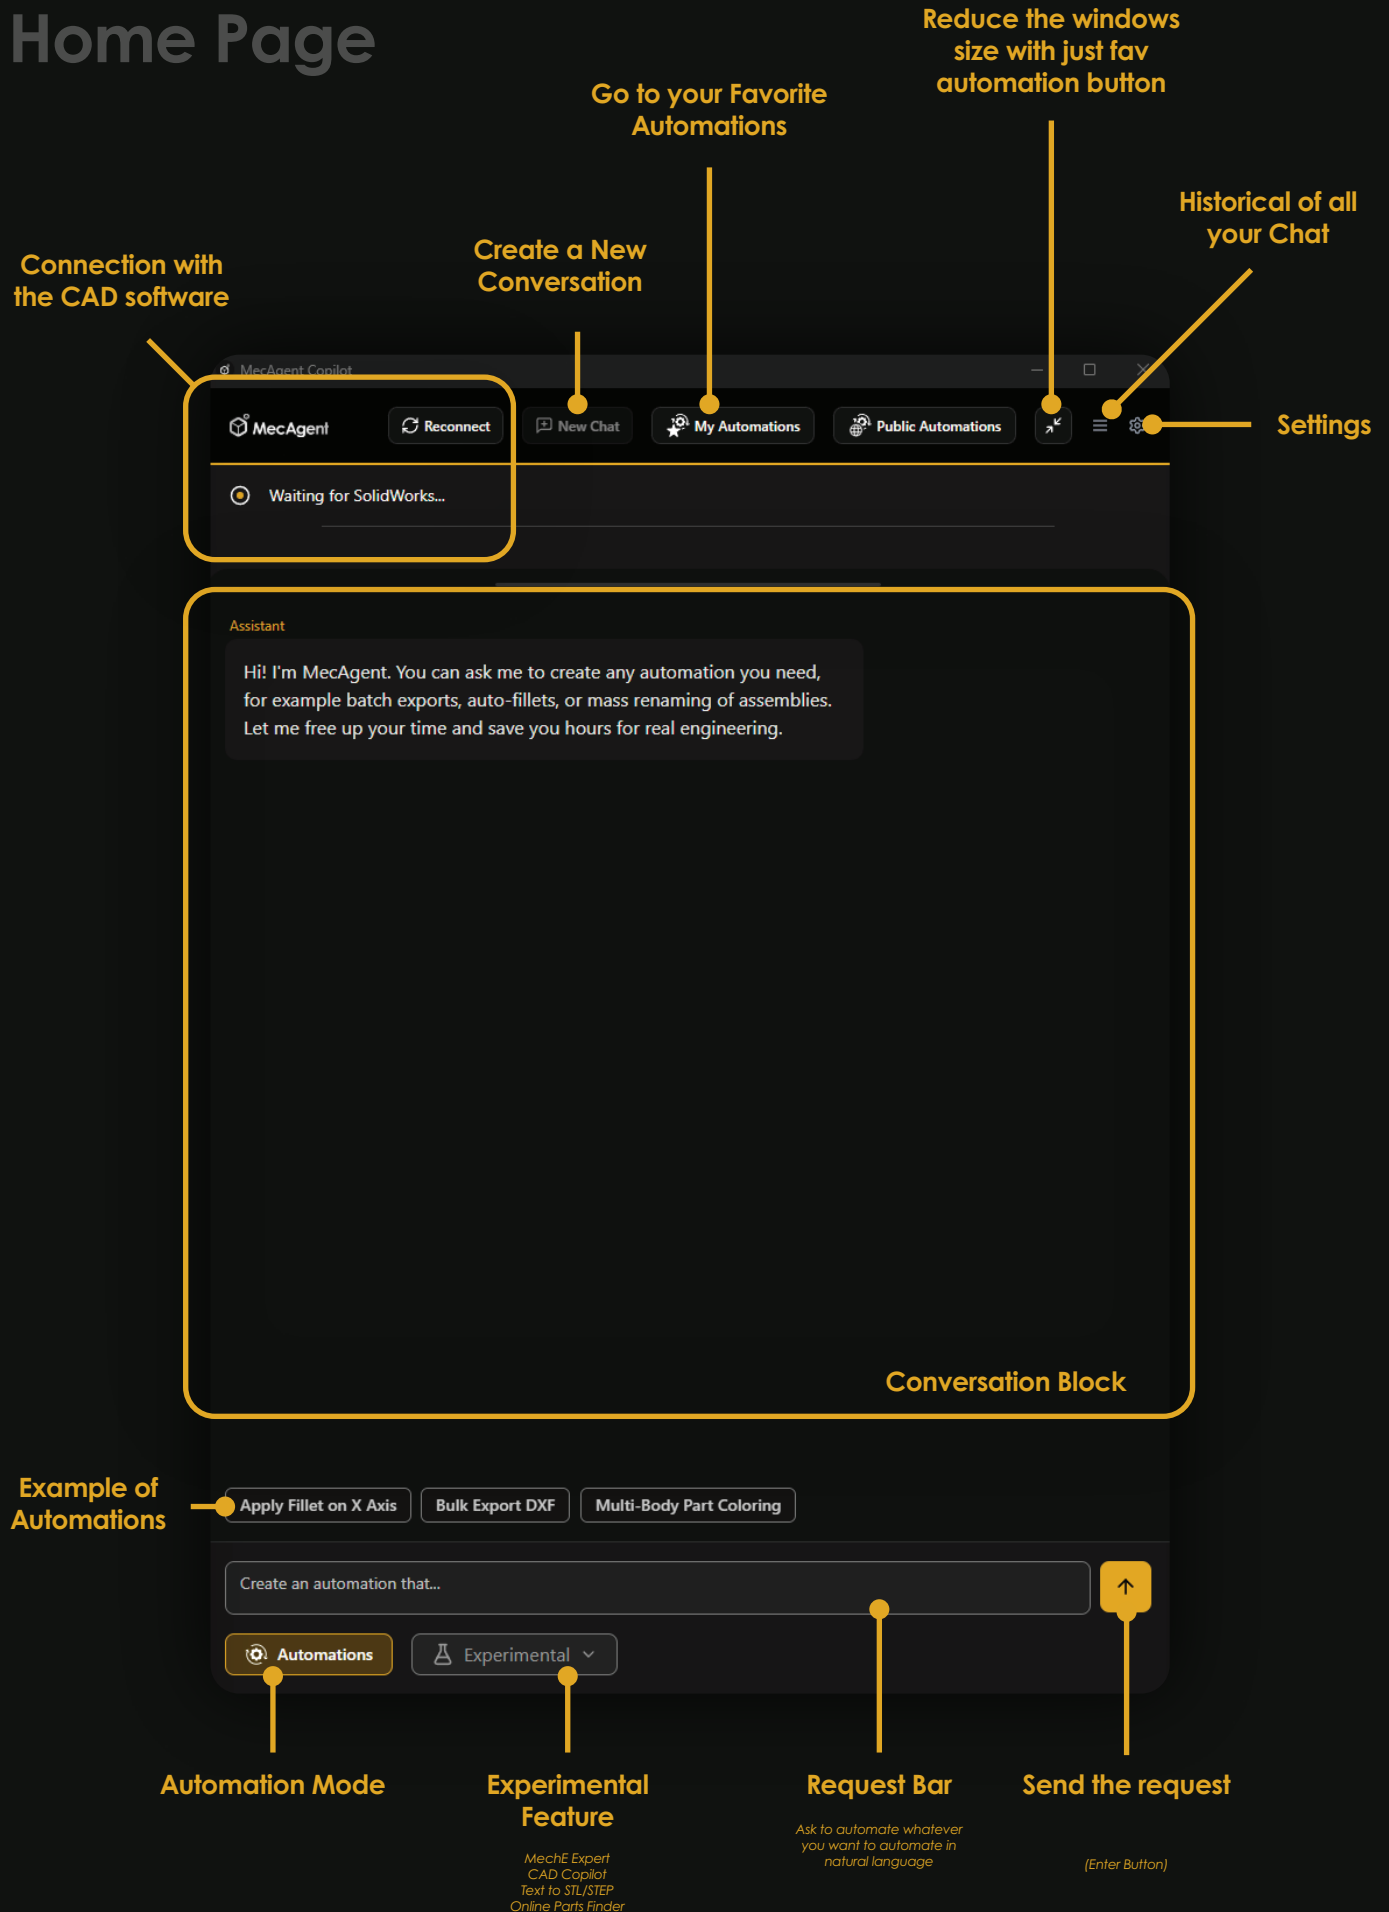 Home Page
Reduce the windows
size with just fav
automation button
Go to your Favorite
Automations
Historical of all
your Chat
Create a New
Conversation
Connection with
the CAD software
MecAgent Copilot
MecAgent
Reconnect
New Chat
My Automations
Public Automations
Settings
Waiting for SolidWorks...
Assistant
Hi! I'm MecAgent. You can ask me to create any automation you need,
for example batch exports, auto-fillets, or mass renaming of assemblies.
Let me free up your time and save you hours for real engineering.
Conversation Block
Example of
Automations
Apply Fillet on X Axis
Bulk Export DXF
Multi-Body Part Coloring
Create an automation that...
Automations
Experimental
Automation Mode
Experimental
Feature
MechE Expert
CAD Copilot
Text to STL/STEP
Online Parts Finder
Request Bar
Ask to automate whatever
you want to automate in
natural language
Send the request
(Enter Button)